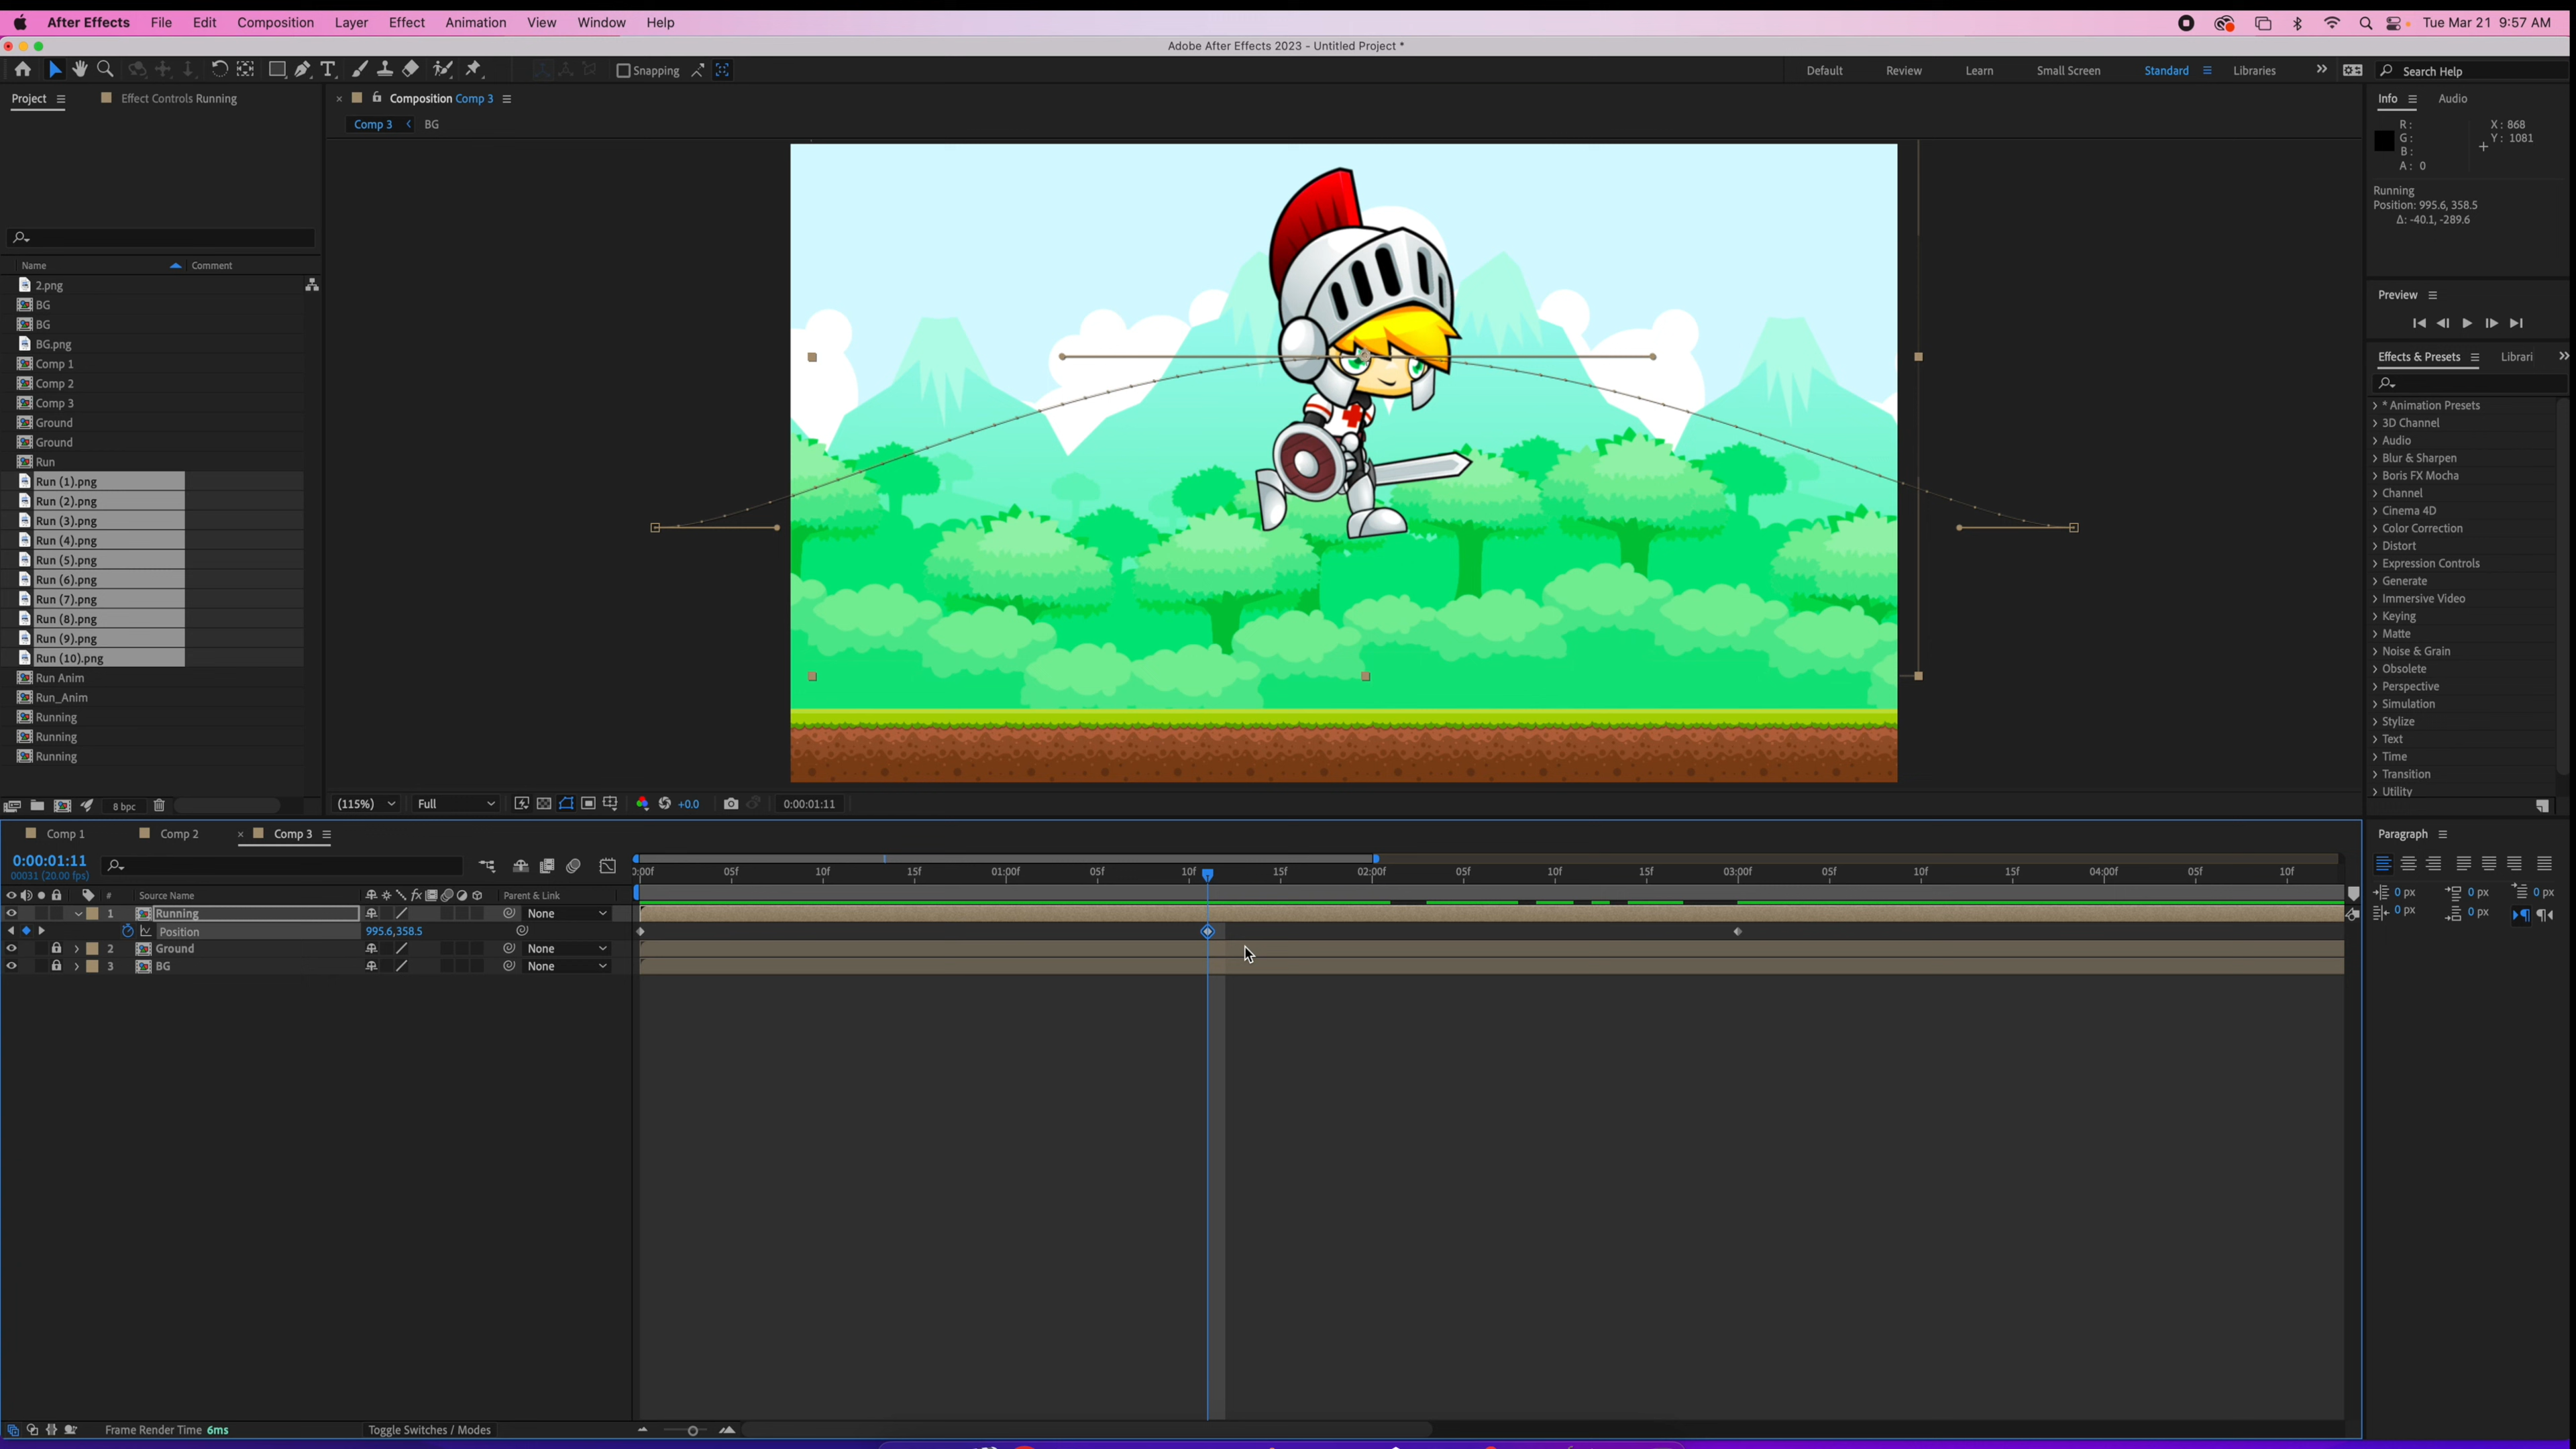 After Effects File Edit Composition Layer Effect Animation View Window Help Tue Mar 21 9:57 AM
Adobe After Effects 2023 - Untitled Project *
Snapping Default Review Learn Small Screen Standard Libraries Search Help
Project Effect Controls Running
Composition Comp 3
Comp 3 BG
Info Audio
R:
G:
B:
A: 0
X: 868
Y: 1081
Running
Position: 995.6, 358.5
Δ: -40.1, -289.6
Name Comment
2.png
BG
BG
BG.png
Comp 1
Comp 2
Comp 3
Ground
Ground
Run
Run (1).png
Run (2).png
Run (3).png
Run (4).png
Run (5).png
Run (6).png
Run (7).png
Run (8).png
Run (9).png
Run (10).png
Run Anim
Run_Anim
Running
Running
Running
8 bpc
(115%) Full +0.0 0:00:01:11
Preview
Effects & Presets Librari
* Animation Presets
3D Channel
Audio
Blur & Sharpen
Boris FX Mocha
Channel
Cinema 4D
Color Correction
Distort
Expression Controls
Generate
Immersive Video
Keying
Matte
Noise & Grain
Obsolete
Perspective
Simulation
Stylize
Text
Time
Transition
Utility
Comp 1 Comp 2 Comp 3
0:00:01:11
00031 (20.00 fps)
0:00f 05f 10f 15f 01:00f 05f 10f 15f 02:00f 05f 10f 15f 03:00f 05f 10f 15f 04:00f 05f 10f
# Source Name fx Parent & Link
1 Running None
Position 995.6,358.5
2 Ground None
3 BG None
Paragraph
0 px 0 px 0 px
0 px 0 px
Frame Render Time 6ms Toggle Switches / Modes